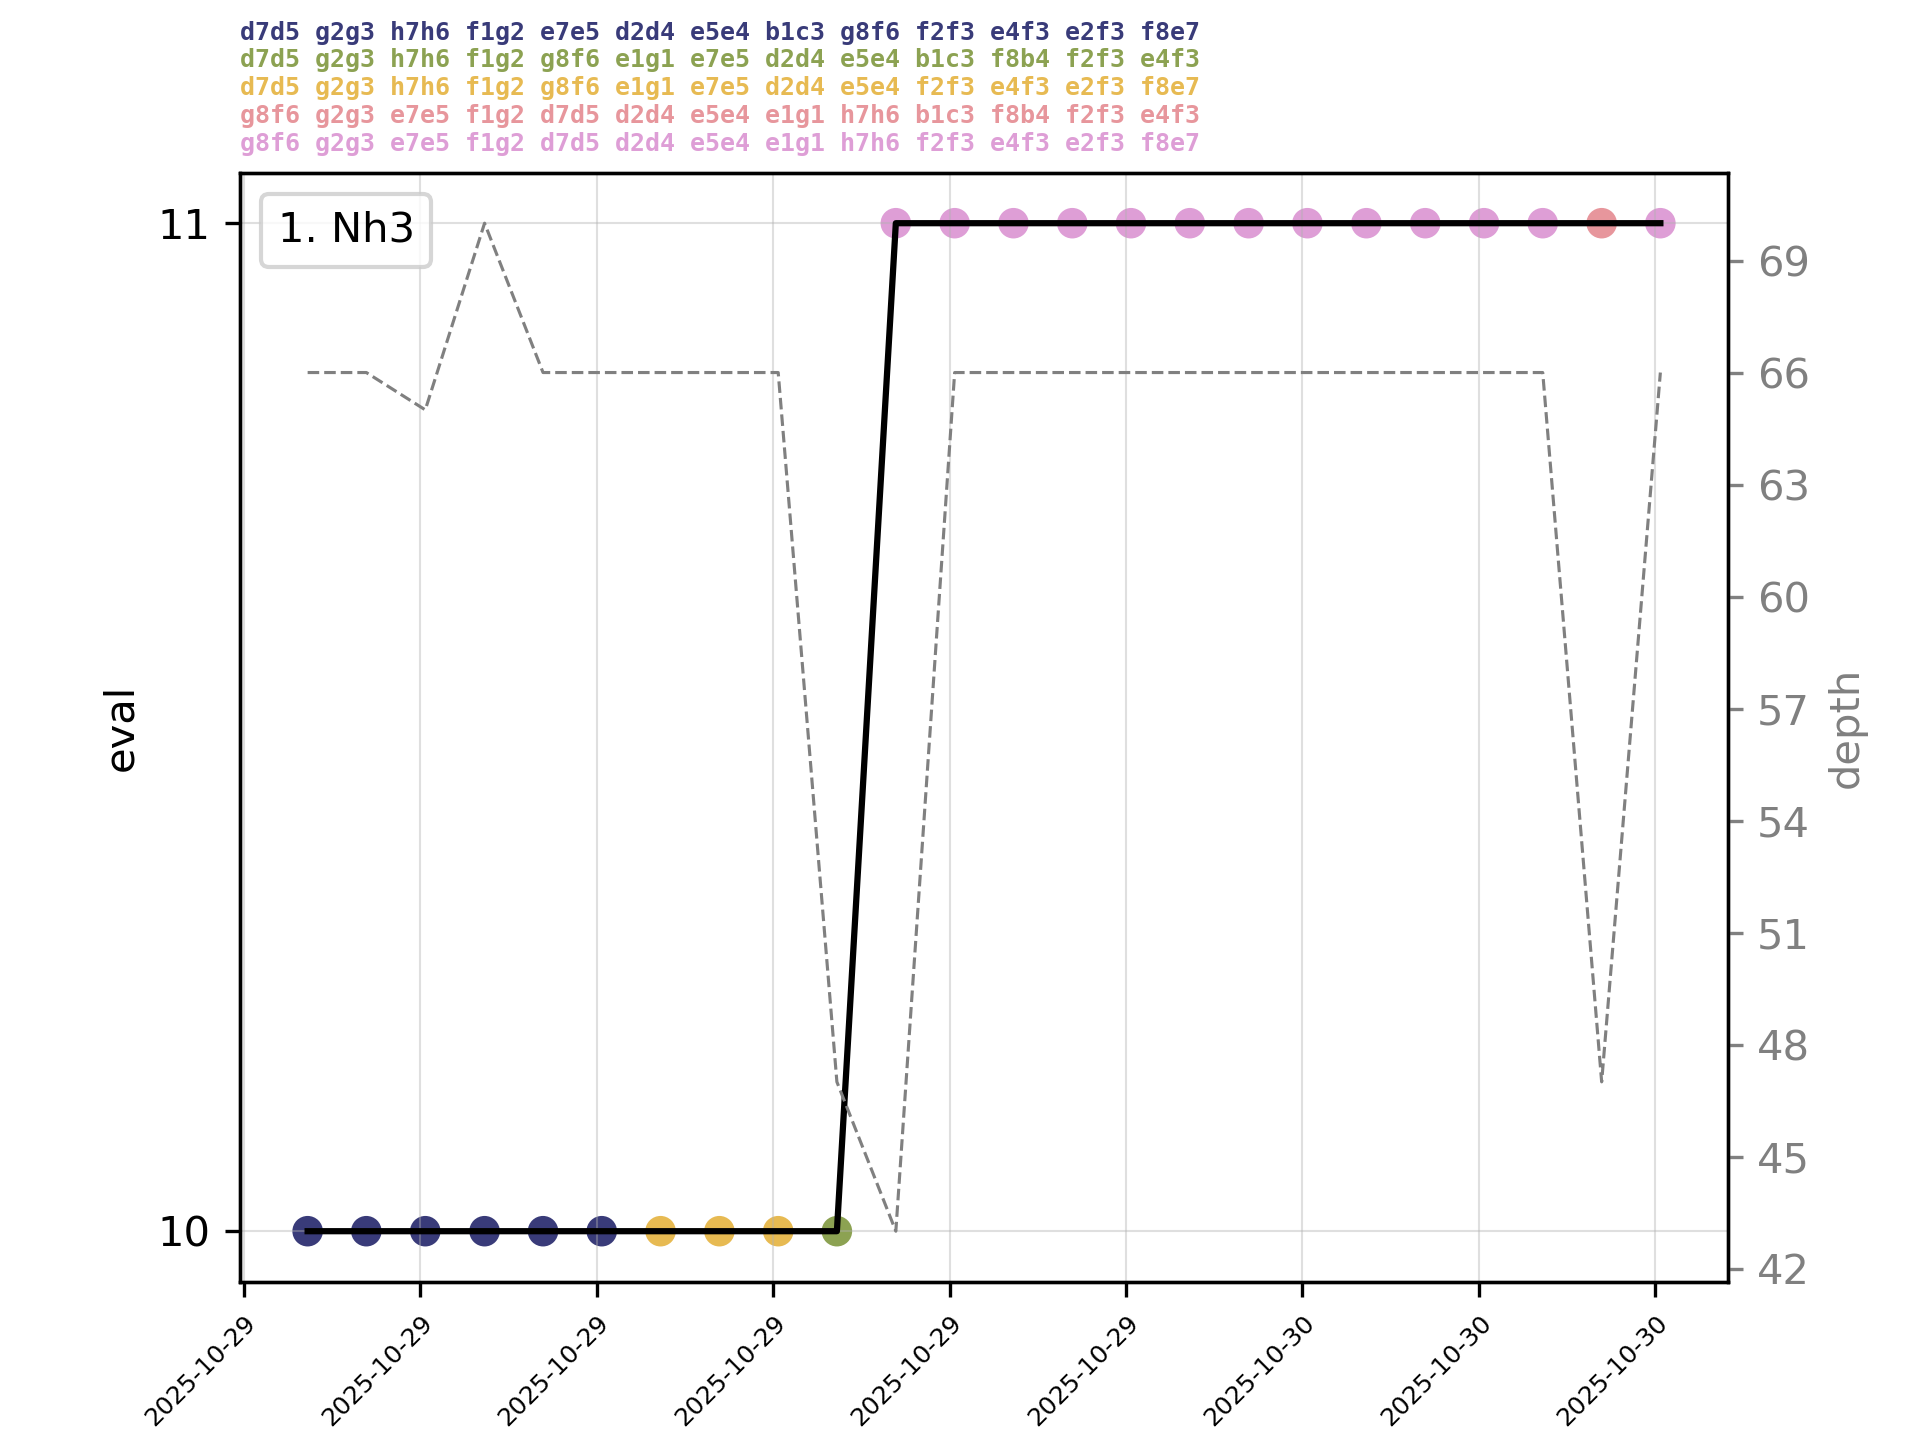 d7d5 g2g3 h7h6 f1g2 e7e5 d2d4 e5e4 b1c3 g8f6 f2f3 e4f3 e2f3 f8e7
d7d5 g2g3 h7h6 f1g2 g8f6 e1g1 e7e5 d2d4 e5e4 b1c3 f8b4 f2f3 e4f3
d7d5 g2g3 h7h6 f1g2 g8f6 e1g1 e7e5 d2d4 e5e4 f2f3 e4f3 e2f3 f8e7
g8f6 g2g3 e7e5 f1g2 d7d5 d2d4 e5e4 e1g1 h7h6 b1c3 f8b4 f2f3 e4f3
g8f6 g2g3 e7e5 f1g2 d7d5 d2d4 e5e4 e1g1 h7h6 f2f3 e4f3 e2f3 f8e7
1. Nh3
11
10
eval
69
66
63
60
57
54
51
48
45
42
depth
2025-10-29
2025-10-29
2025-10-29
2025-10-29
2025-10-29
2025-10-29
2025-10-30
2025-10-30
2025-10-30